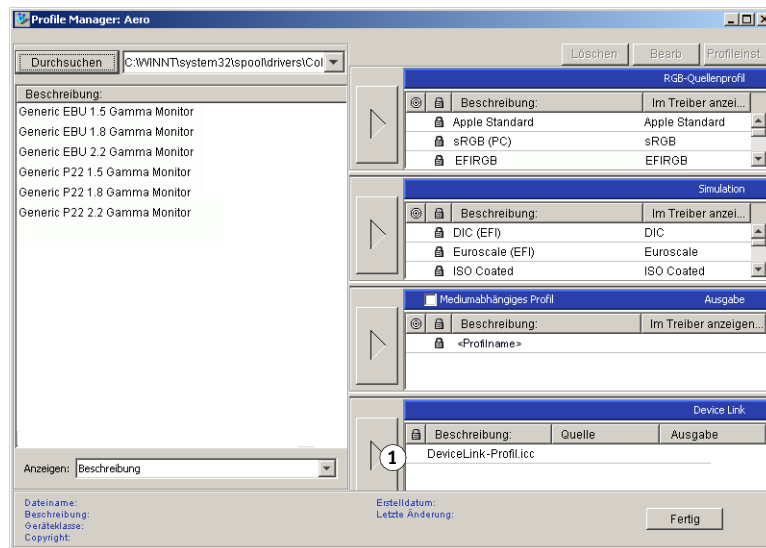 Profile Manager: Aero
Löschen Bearb Profileinst.
Durchsuchen C:\WINNT\system32\spool\drivers\Col
Beschreibung:
Generic EBU 1.5 Gamma Monitor
Generic EBU 1.8 Gamma Monitor
Generic EBU 2.2 Gamma Monitor
Generic P22 1.5 Gamma Monitor
Generic P22 1.8 Gamma Monitor
Generic P22 2.2 Gamma Monitor
Anzeigen: Beschreibung
RGB-Quellenprofil
Beschreibung: Im Treiber anzei...
Apple Standard Apple Standard
sRGB (PC) sRGB
EFIRGB EFIRGB
Simulation
Beschreibung: Im Treiber anzei...
DIC (EFI) DIC
Euroscale (EFI) Euroscale
ISO Coated ISO Coated
Mediumabhängiges Profil Ausgabe
Beschreibung: Im Treiber anzeigen...
<Profilname>
Device Link
Beschreibung: Quelle Ausgabe
1 DeviceLink-Profil.icc
Dateiname:
Beschreibung:
Geräteklasse:
Copyright:
Erstelldatum:
Letzte Änderung:
Fertig